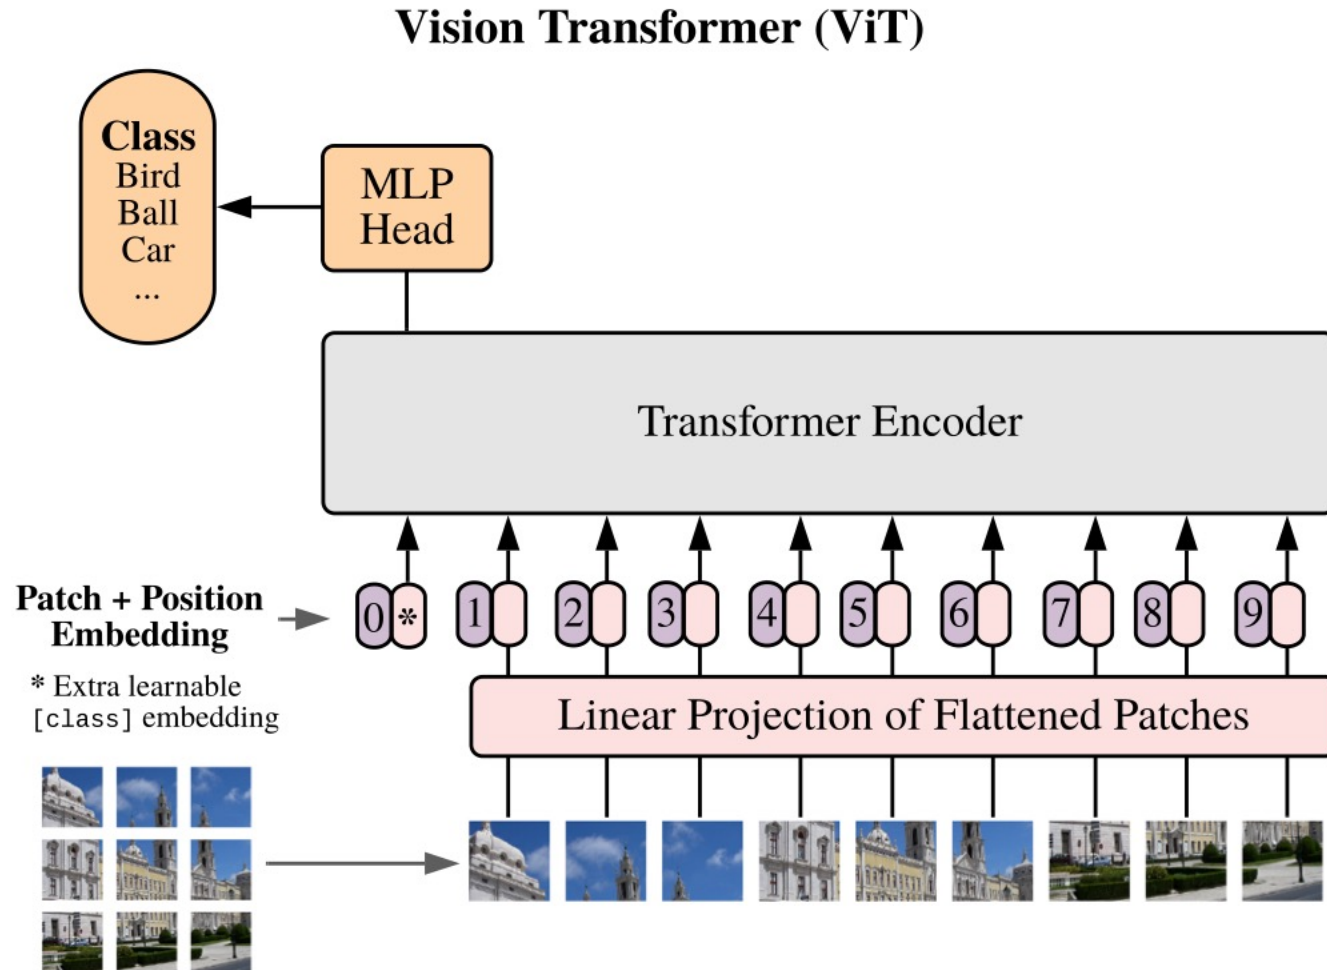 Vision Transformer (ViT)
Class
Bird
Ball
Car
...
MLP
Head
Transformer Encoder
Patch + Position
Embedding
0 * 1 2 3 4 5 6 7 8 9
* Extra learnable
[class] embedding
Linear Projection of Flattened Patches